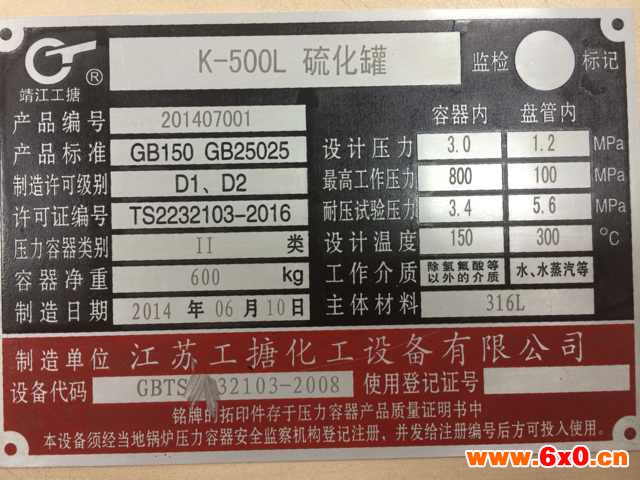 K-500L 硫化罐
监检 标记
®
靖江工搪
容器内 盘管内
产品编号 201407001
设计压力 3.0 1.2 MPa
产品标准 GB150 GB25025
最高工作压力 800 100 MPa
制造许可级别 D1、D2
耐压试验压力 3.4 5.6 MPa
许可证编号 TS2232103-2016
设计温度 150 300 °C
压力容器类别 II 类
工作介质 除氢氟酸等以外的介质 水、水蒸汽等
容器净重 600 kg
主体材料 316L
制造日期 2014 年 06 月 10 日
制造单位 江苏工搪化工设备有限公司
设备代码 GBTS 32103-2008 使用登记证号
铭牌的拓印件存于压力容器产品质量证明书中
本设备须经当地锅炉压力容器安全监察机构登记注册，并发给注册编号后方可投入使用。
www.6x0.cn